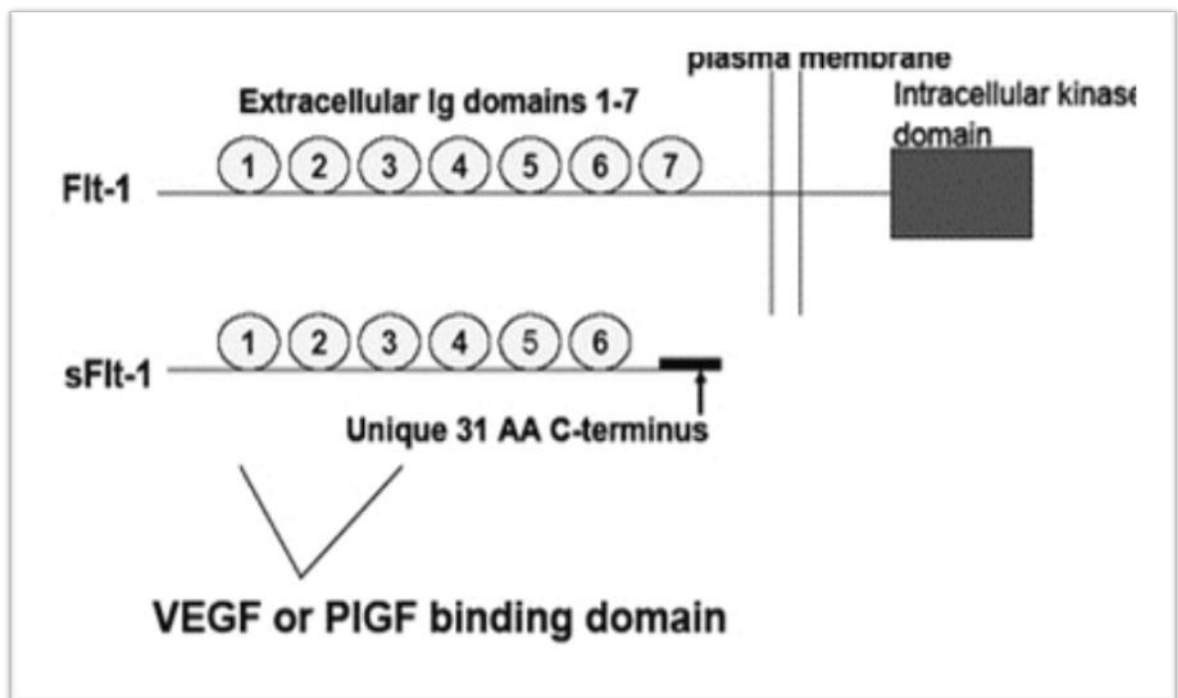 plasma membrane
Extracellular Ig domains 1-7
Intracellular kinase
domain
1 2 3 4 5 6 7
Flt-1
1 2 3 4 5 6
sFlt-1
Unique 31 AA C-terminus
VEGF or PlGF binding domain